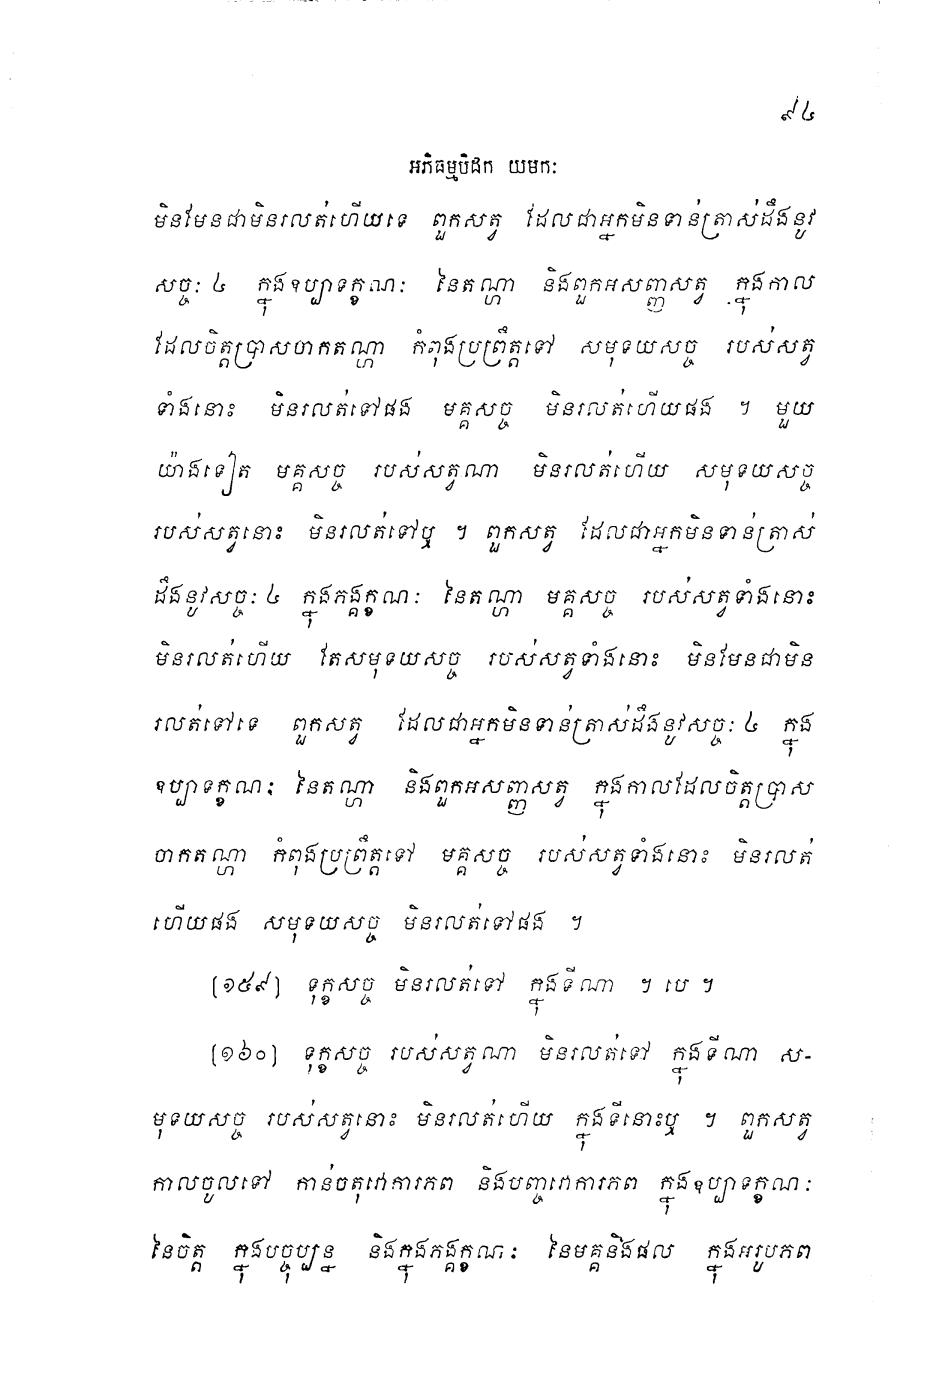 ៩៤
អភិធម្មបិដក យមកៈ
មិនមែនជាមិនរលត់ហើយទេ ពួកសត្វ ដែលជាអ្នកមិនទាន់ត្រាស់ដឹងនូវ
សច្ចៈ ៤ ក្នុងឧប្បាទក្ខណៈ នៃតណ្ហា និងពួកអសញ្ញសត្វ ក្នុងកាល
ដែលចិត្តប្រាសចាកតណ្ហា កំពុងប្រព្រឹត្តទៅ សមុទយសច្ច របស់សត្វ
ទាំងនោះ មិនរលត់ទៅផង មគ្គសច្ច មិនរលត់ហើយផង ។ មួយ
យ៉ាងទៀត មគ្គសច្ច របស់សត្វណា មិនរលត់ហើយ សមុទយសច្ច
របស់សត្វនោះ មិនរលត់ទៅឬ ។ ពួកសត្វ ដែលជាអ្នកមិនទាន់ត្រាស់
ដឹងនូវសច្ចៈ ៤ ក្នុងភង្គក្ខណៈ នៃតណ្ហា មគ្គសច្ច របស់សត្វទាំងនោះ
មិនរលត់ហើយ តែសមុទយសច្ច របស់សត្វទាំងនោះ មិនមែនជាមិន
រលត់ទៅទេ ពួកសត្វ ដែលជាអ្នកមិនទាន់ត្រាស់ដឹងនូវសច្ចៈ ៤ ក្នុង
ឧប្បាទក្ខណៈ នៃតណ្ហា និងពួកអសញ្ញសត្វ ក្នុងកាលដែលចិត្តប្រាស
ចាកតណ្ហា កំពុងប្រព្រឹត្តទៅ មគ្គសច្ច របស់សត្វទាំងនោះ មិនរលត់
ហើយផង សមុទយសច្ច មិនរលត់ទៅផង ។
(១៥៩) ទុក្ខសច្ច មិនរលត់ទៅ ក្នុងទីណា ។ បេ ។
(១៦០) ទុក្ខសច្ច របស់សត្វណា មិនរលត់ទៅ ក្នុងទីណា ស-
មុទយសច្ច របស់សត្វនោះ មិនរលត់ហើយ ក្នុងទីនោះឬ ។ ពួកសត្វ
កាលចូលទៅ កាន់ចតុវោការភព និងបញ្ចវោការភព ក្នុងឧប្បាទក្ខណៈ
នៃចិត្ត ក្នុងបច្ចុប្បន្ន និងក្នុងភង្គក្ខណៈ នៃមគ្គនិងផល ក្នុងអរូបភព